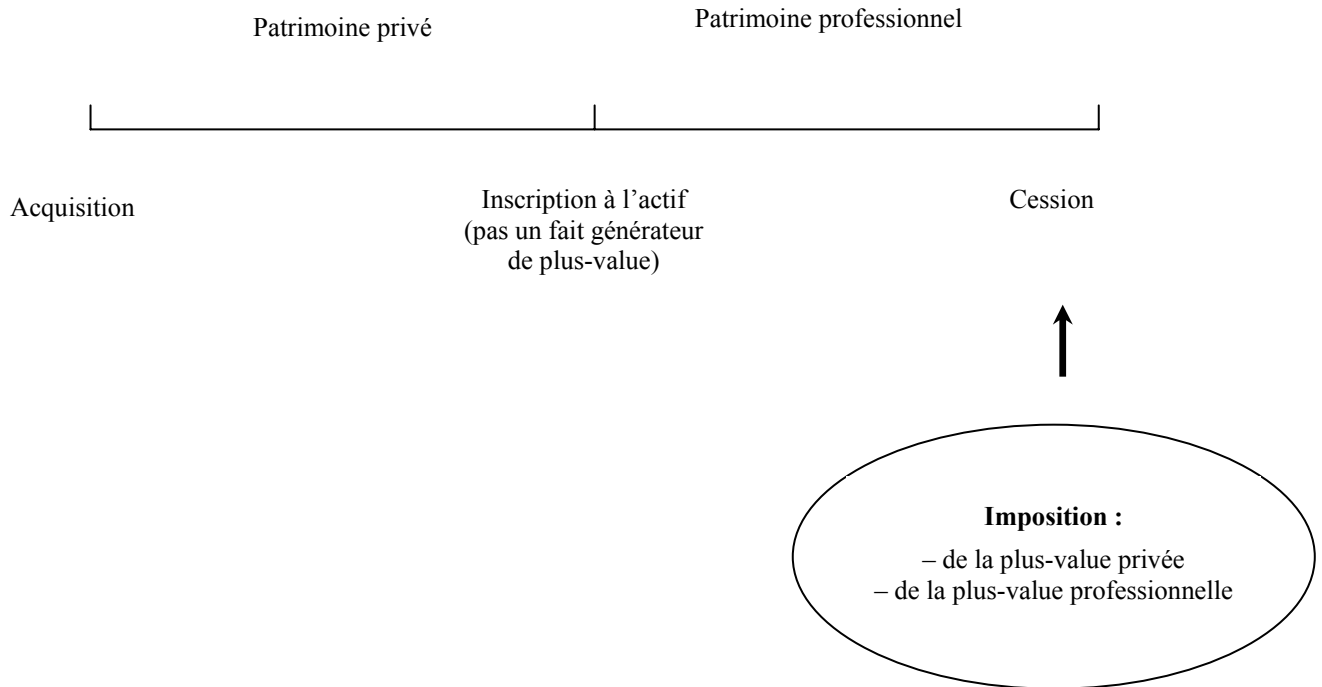 Patrimoine privé
Patrimoine professionnel
Acquisition
Inscription à l’actif
(pas un fait générateur
de plus-value)
Cession
Imposition :
– de la plus-value privée
– de la plus-value professionnelle